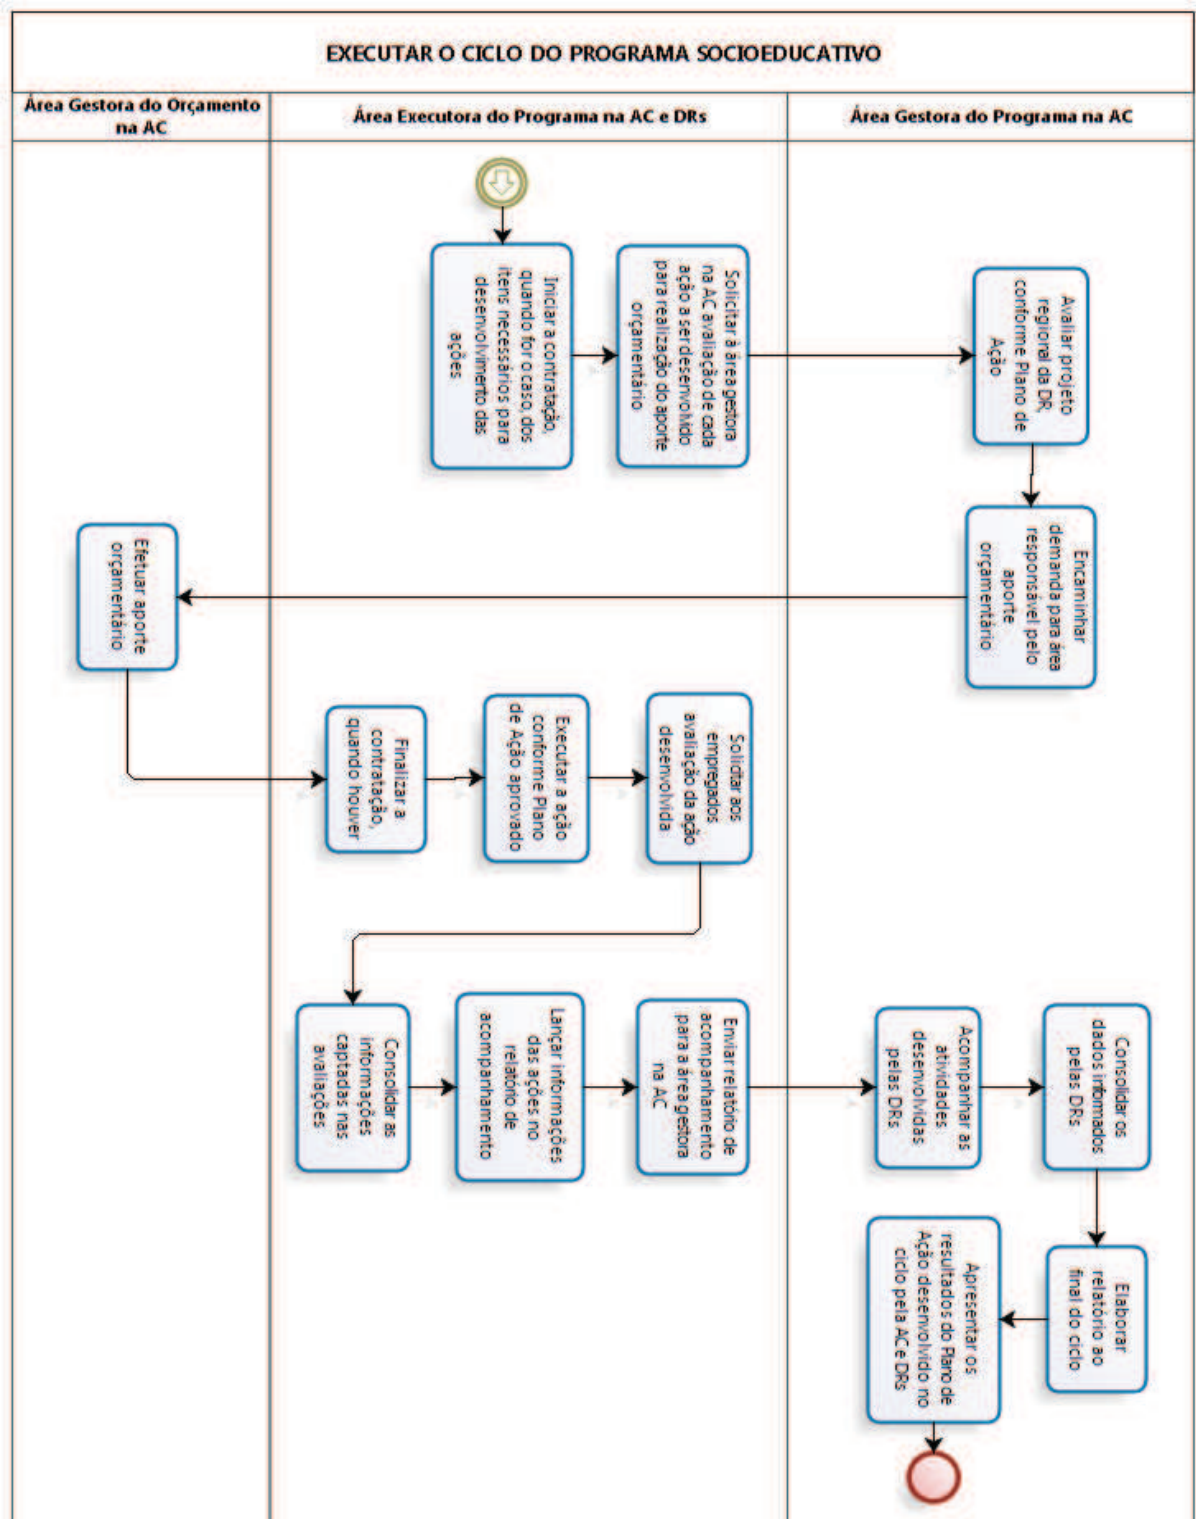 EXECUTAR O CICLO DO PROGRAMA SOCIOEDUCATIVO
Área Gestora do Orçamento
na AC
Área Executora do Programa na AC e DRs
Área Gestora do Programa na AC
Iniciar a contratação,
quando for o caso, dos
itens necessários para
desenvolvimento das
ações
Solicitar à área gestora
na AC avaliação de cada
ação a ser desenvolvido
para realização do aporte
orçamentário
Avaliar projeto
regional da DR,
conforme Plano de
Ação
Encaminhar
demanda para área
responsável pelo
aporte
orçamentário
Efetuar aporte
orçamentário
Finalizar a
contratação,
quando houver
Executar a ação
conforme Plano
de Ação aprovado
Solicitar aos
empregados
avaliação da ação
desenvolvida
Consolidar as
informações
captadas nas
avaliações
Lançar informações
das ações no
relatório de
acompanhamento
Enviar relatório de
acompanhamento
para a área gestora
na AC
Acompanhar as
atividades
desenvolvidas
pelas DRs
Consolidar os
dados informados
pelas DRs
Elaborar
relatório ao
final do ciclo
Apresentar os
resultados do Plano de
Ação desenvolvido no
ciclo pela AC e DRs